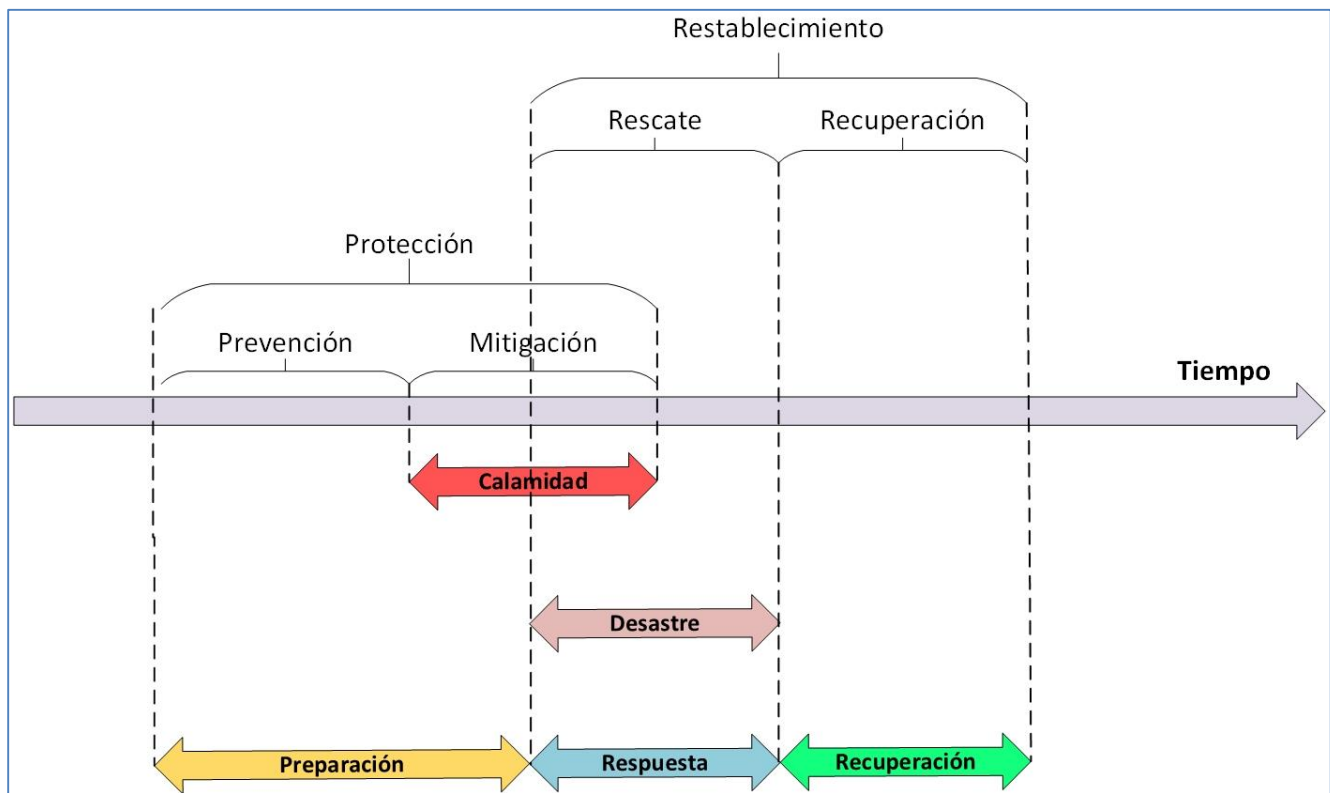 Restablecimiento
Rescate
Recuperación
Protección
Prevención
Mitigación
Tiempo
Calamidad
Desastre
Preparación
Respuesta
Recuperación